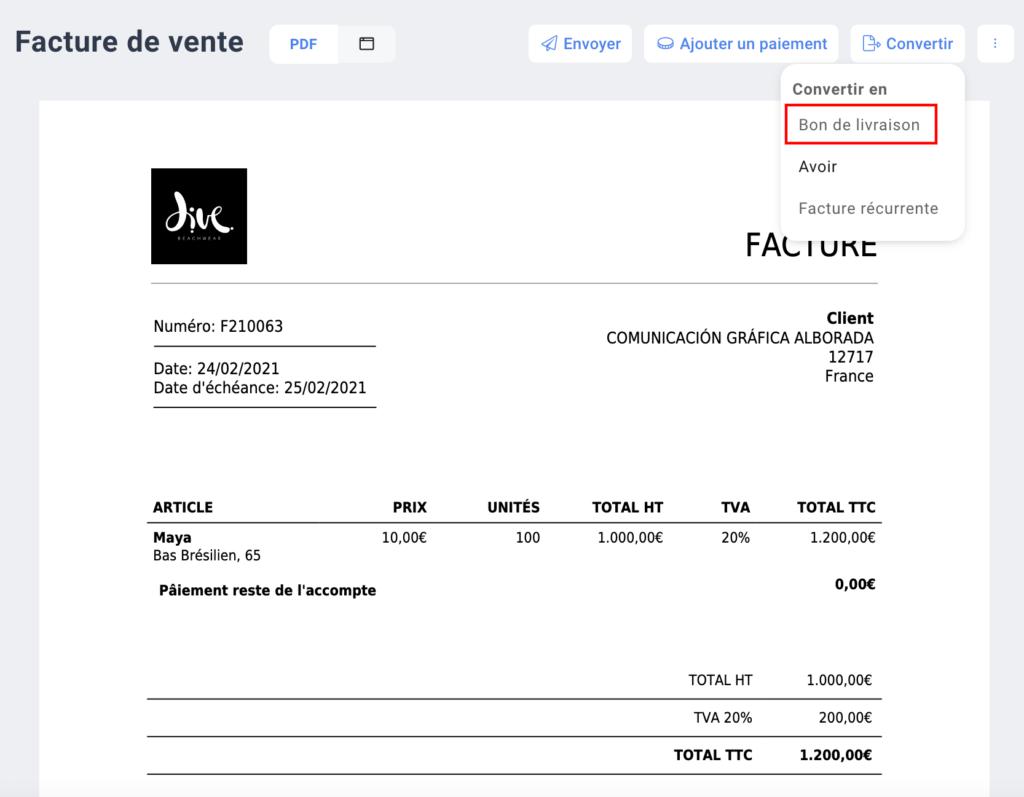 Facture de vente
PDF
Envoyer
Ajouter un paiement
Convertir
Convertir en
Bon de livraison
Avoir
Facture récurrente
dive.
BEACHWEAR
FACTURE
Numéro: F210063
Date: 24/02/2021
Date d'échéance: 25/02/2021
Client
COMUNICACIÓN GRÁFICA ALBORADA
12717
France
ARTICLE PRIX UNITÉS TOTAL HT TVA TOTAL TTC
Maya 10,00€ 100 1.000,00€ 20% 1.200,00€
Bas Brésilien, 65
Pâiement reste de l'accompte 0,00€
TOTAL HT 1.000,00€
TVA 20% 200,00€
TOTAL TTC 1.200,00€